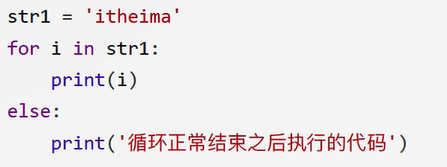 str1 = 'itheima'
for i in str1:
    print(i)
else:
    print('循环正常结束之后执行的代码')